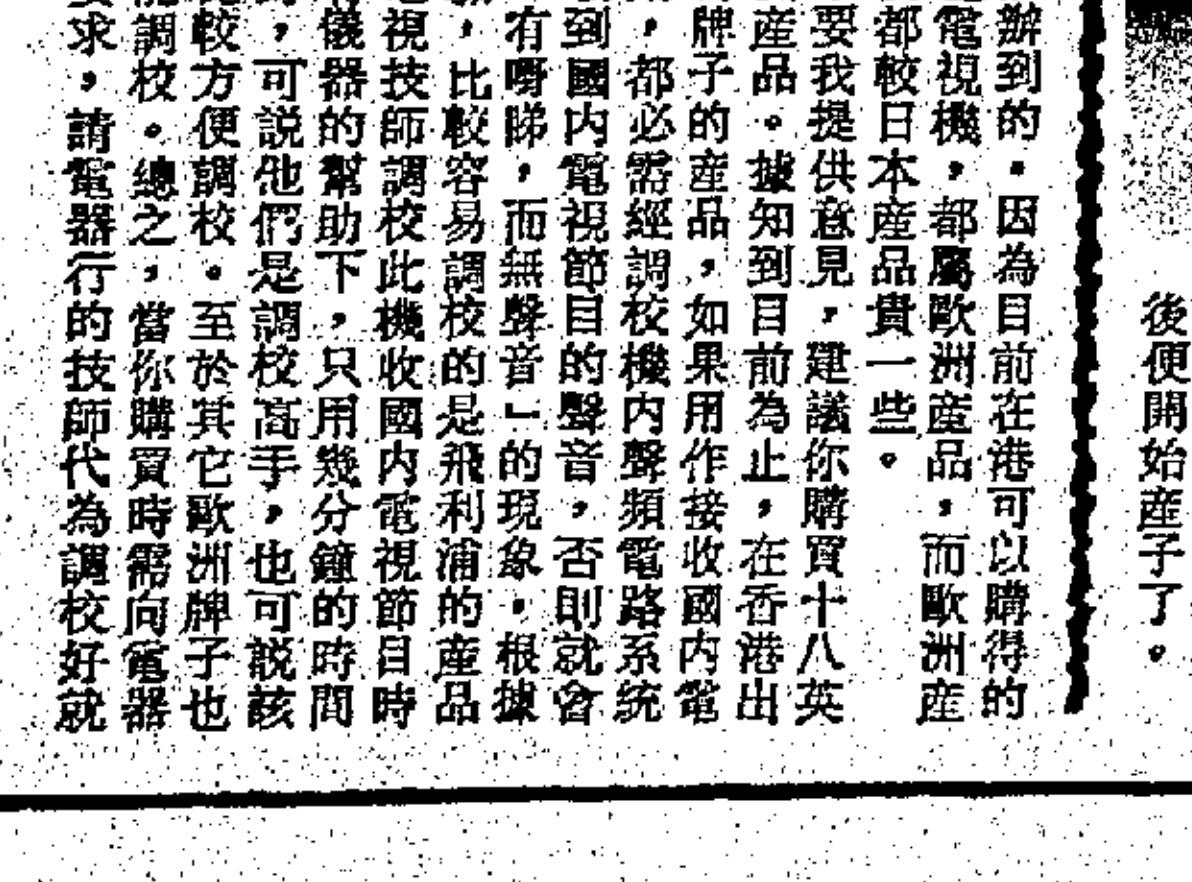 後便開始產子了。
辦到的。因為目前在港可以購得的
電視機，都屬歐洲產品，而歐洲產
都較日本產品貴一些。
要我提供意見，建議你購買十八英
產品。據知到目前為止，在香港出
牌子的產品，如果用作接收國內電
，都必需經調校機內聲頻電路系統
到國內電視節目的聲音，否則就會
有嘢睇，而無聲音」的現象，根據
，比較容易調校的是飛利浦的產品
視技師調校此機收國內電視節目時
儀器的幫助下，只用幾分鐘的時間
，可說他們是調校高手，也可說該
較方便調校。至於其它歐洲牌子也
調校。總之，當你購買時需向電器
求，請電器行的技師代為調校好就